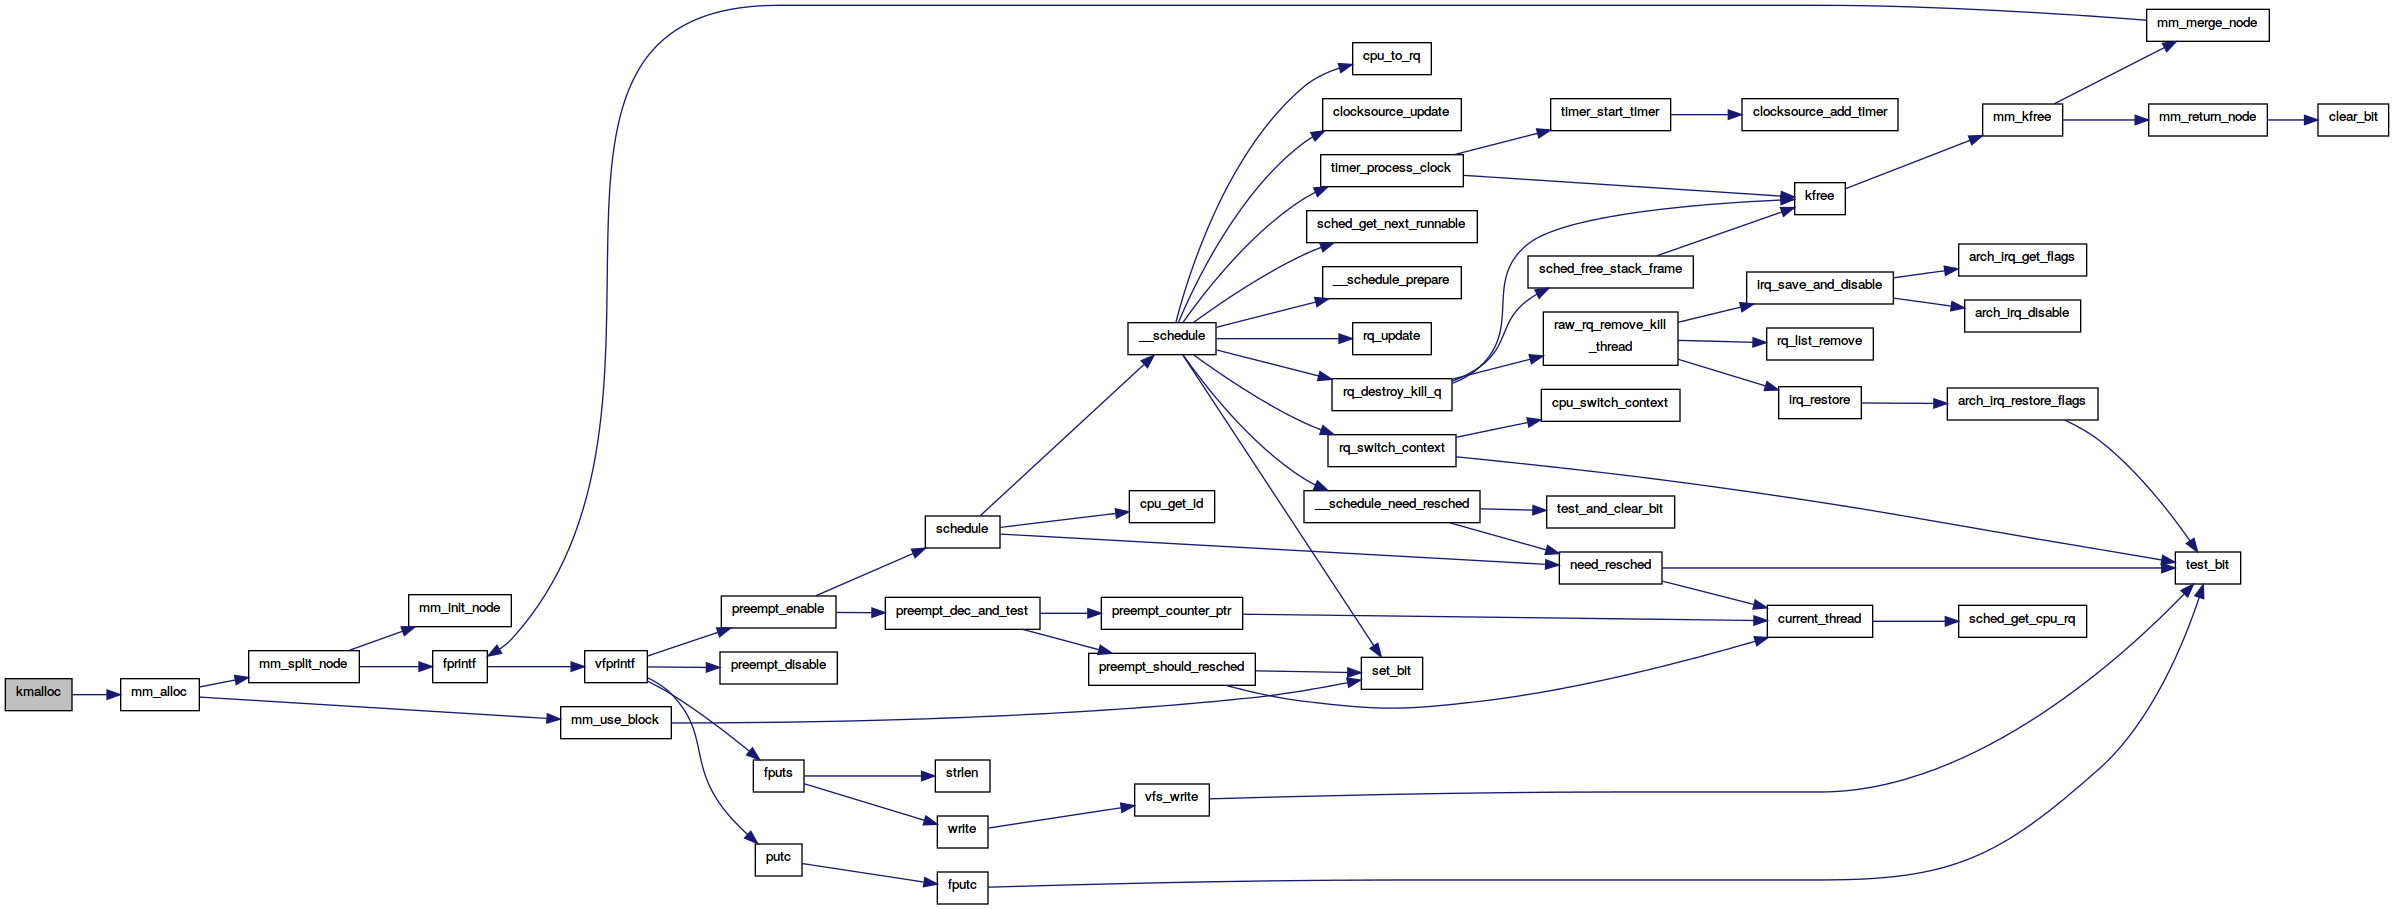 mm_merge_node
cpu_to_rq
clocksource_update
timer_start_timer
clocksource_add_timer
mm_kfree
mm_return_node
clear_bit
timer_process_clock
kfree
sched_get_next_runnable
arch_irq_get_flags
sched_free_stack_frame
__schedule_prepare
irq_save_and_disable
arch_irq_disable
raw_rq_remove_kill
_thread
__schedule
rq_update
rq_list_remove
rq_destroy_kill_q
cpu_switch_context
irq_restore
arch_irq_restore_flags
rq_switch_context
cpu_get_id
__schedule_need_resched
test_and_clear_bit
schedule
need_resched
test_bit
mm_init_node
preempt_enable
preempt_dec_and_test
preempt_counter_ptr
current_thread
sched_get_cpu_rq
mm_split_node
fprintf
vfprintf
preempt_disable
preempt_should_resched
set_bit
kmalloc
mm_alloc
mm_use_block
fputs
strlen
vfs_write
write
putc
fputc